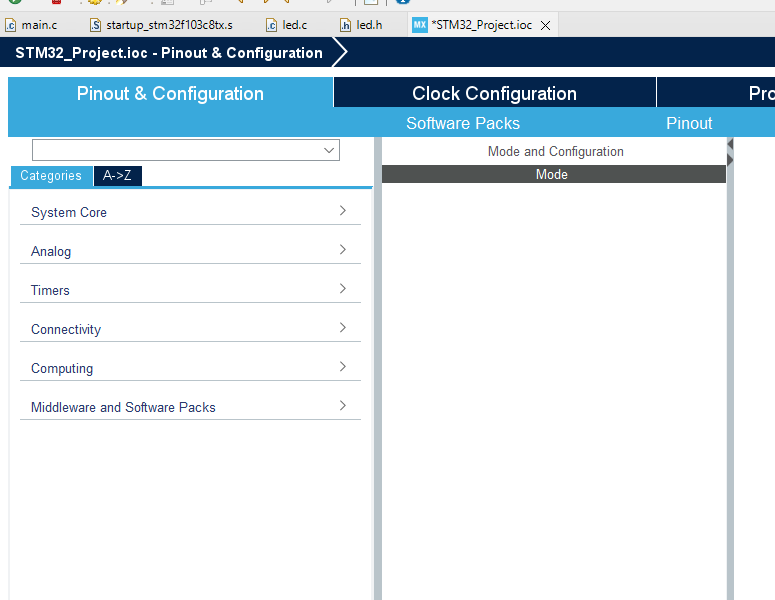 main.c startup_stm32f103c8tx.s led.c led.h MX *STM32_Project.ioc
STM32_Project.ioc - Pinout & Configuration
Pinout & Configuration Clock Configuration Pro
Software Packs Pinout
Mode and Configuration
Categories A->Z Mode
System Core
Analog
Timers
Connectivity
Computing
Middleware and Software Packs